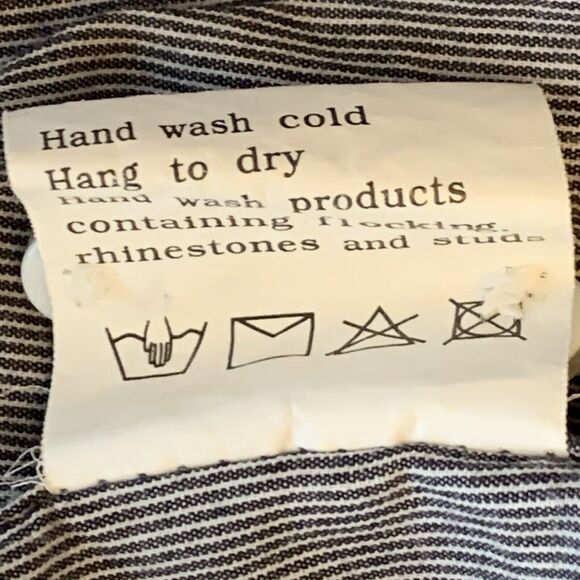 Hand wash cold
Hang to dry
Hand wash products
containing flocking.
rhinestones and studs